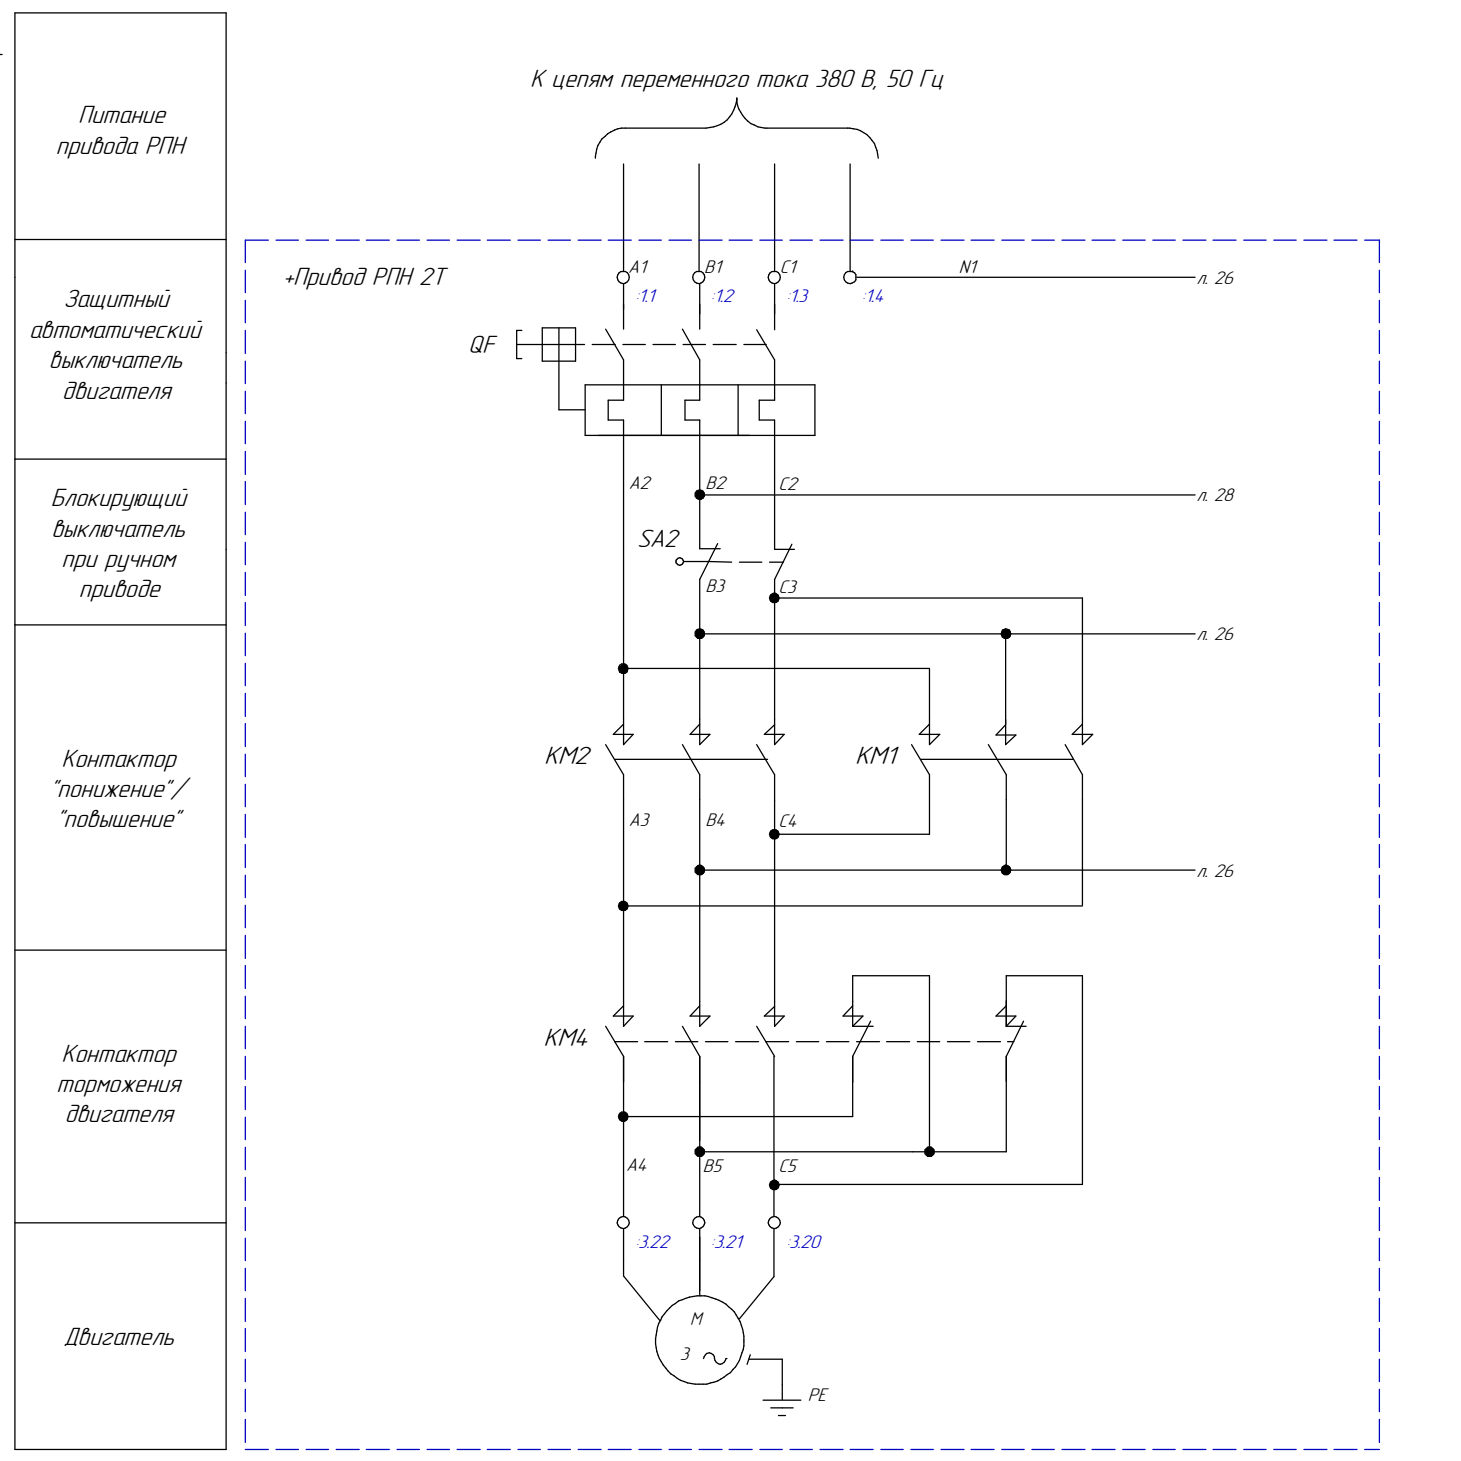 К цепям переменного тока 380 В, 50 Гц
Питание
привода РПН
+Привод РПН 2Т
A1
B1
C1
N1
л. 26
:1.1
:1.2
:1.3
:1.4
Защитный
автоматический
выключатель
двигателя
QF
A2
B2
C2
л. 28
Блокирующий
выключатель
при ручном
приводе
SA2
B3
C3
л. 26
Контактор
"понижение"/
"повышение"
KM2
KM1
A3
B4
C4
л. 26
Контактор
торможения
двигателя
KM4
A4
B5
C5
:3.22
:3.21
:3.20
Двигатель
M
3
PE